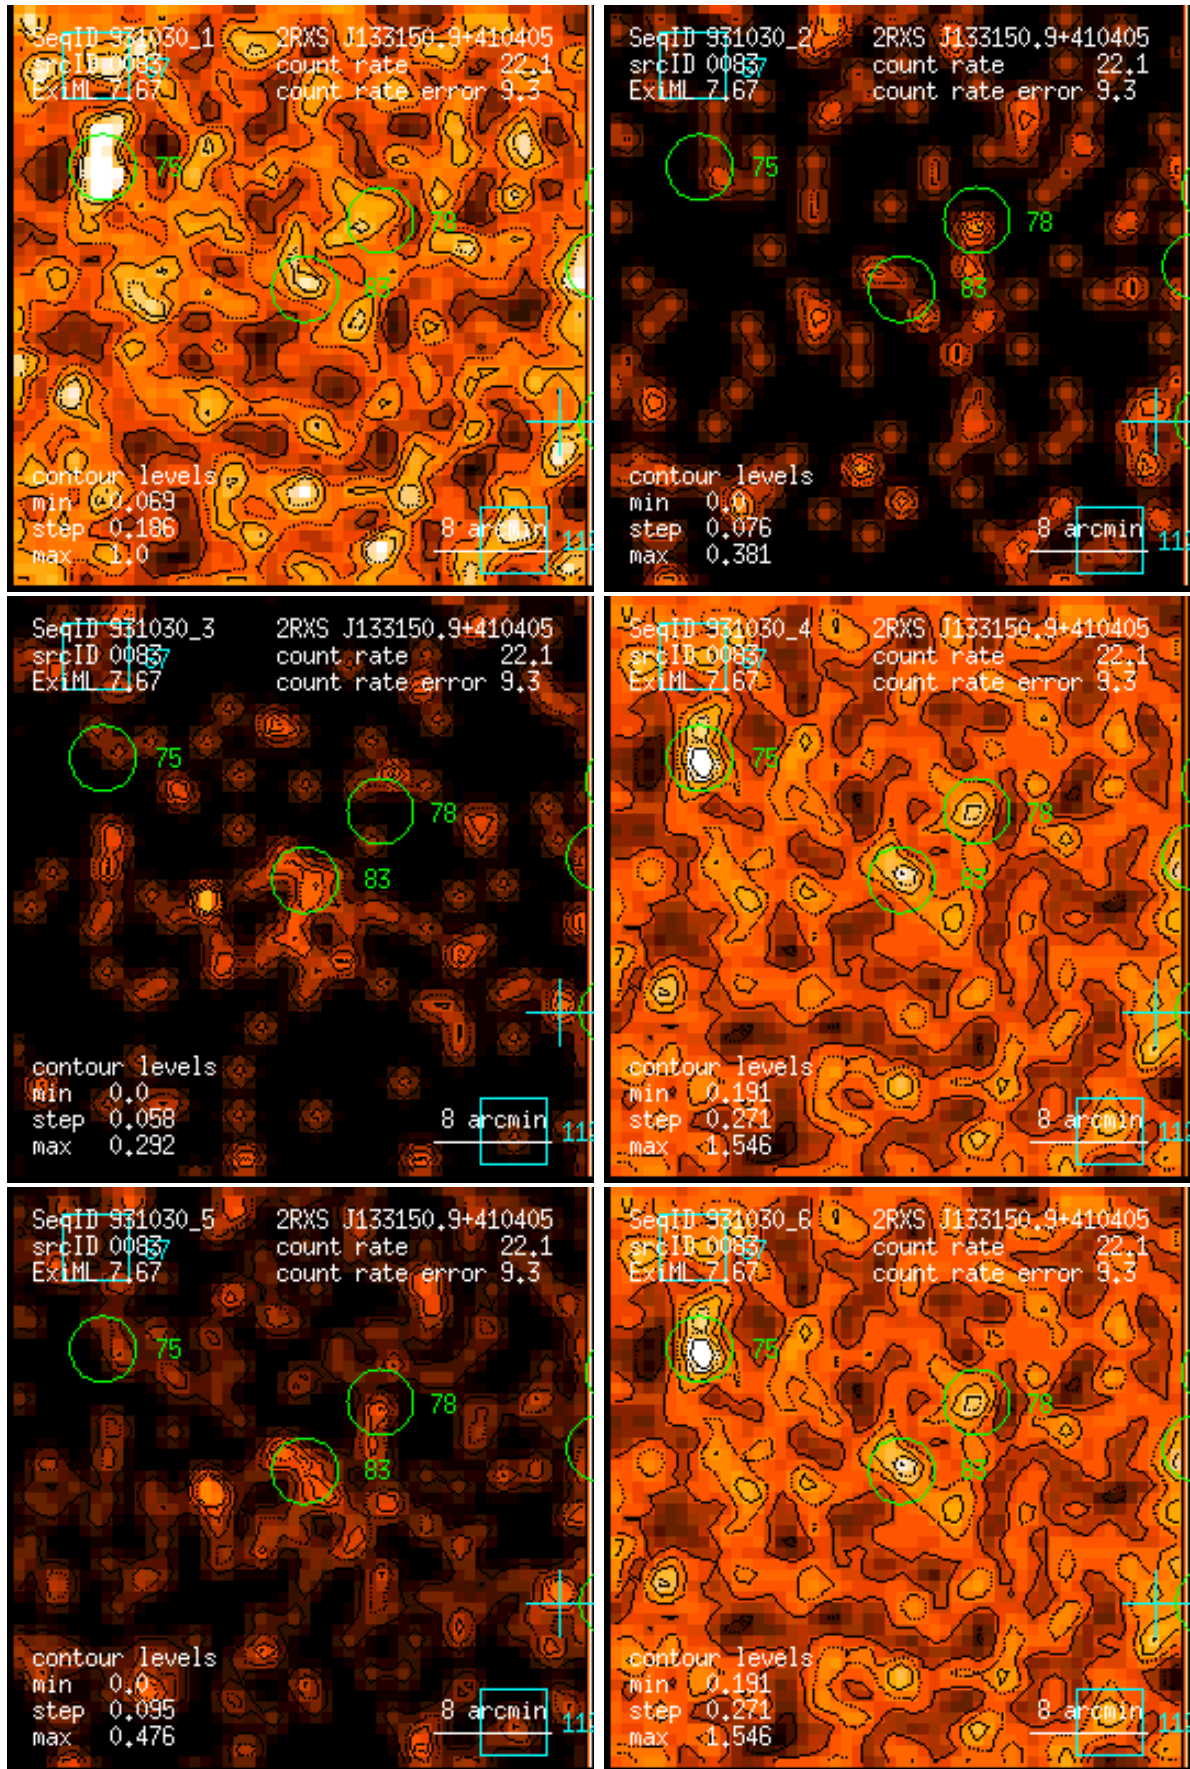 SeqID 931030_1 2RXS J133150.9+410405
srcID 0083 count rate 22.1
ExiML 7.67 count rate error 9.3
75
78
83
contour levels
min 0.069
step 0.186 8 arcmin
max 1.0
SeqID 931030_2 2RXS J133150.9+410405
srcID 0083 count rate 22.1
ExiML 7.67 count rate error 9.3
75
78
83
contour levels
min 0.0
step 0.076 8 arcmin
max 0.381
SeqID 931030_3 2RXS J133150.9+410405
srcID 0083 count rate 22.1
ExiML 7.67 count rate error 9.3
75
78
83
contour levels
min 0.0
step 0.058 8 arcmin
max 0.292
SeqID 931030_4 2RXS J133150.9+410405
srcID 0083 count rate 22.1
ExiML 7.67 count rate error 9.3
75
78
83
contour levels
min 0.191
step 0.271 8 arcmin
max 1.546
SeqID 931030_5 2RXS J133150.9+410405
srcID 0083 count rate 22.1
ExiML 7.67 count rate error 9.3
75
78
83
contour levels
min 0.0
step 0.095 8 arcmin
max 0.476
SeqID 931030_6 2RXS J133150.9+410405
srcID 0083 count rate 22.1
ExiML 7.67 count rate error 9.3
75
78
83
contour levels
min 0.191
step 0.271 8 arcmin
max 1.546